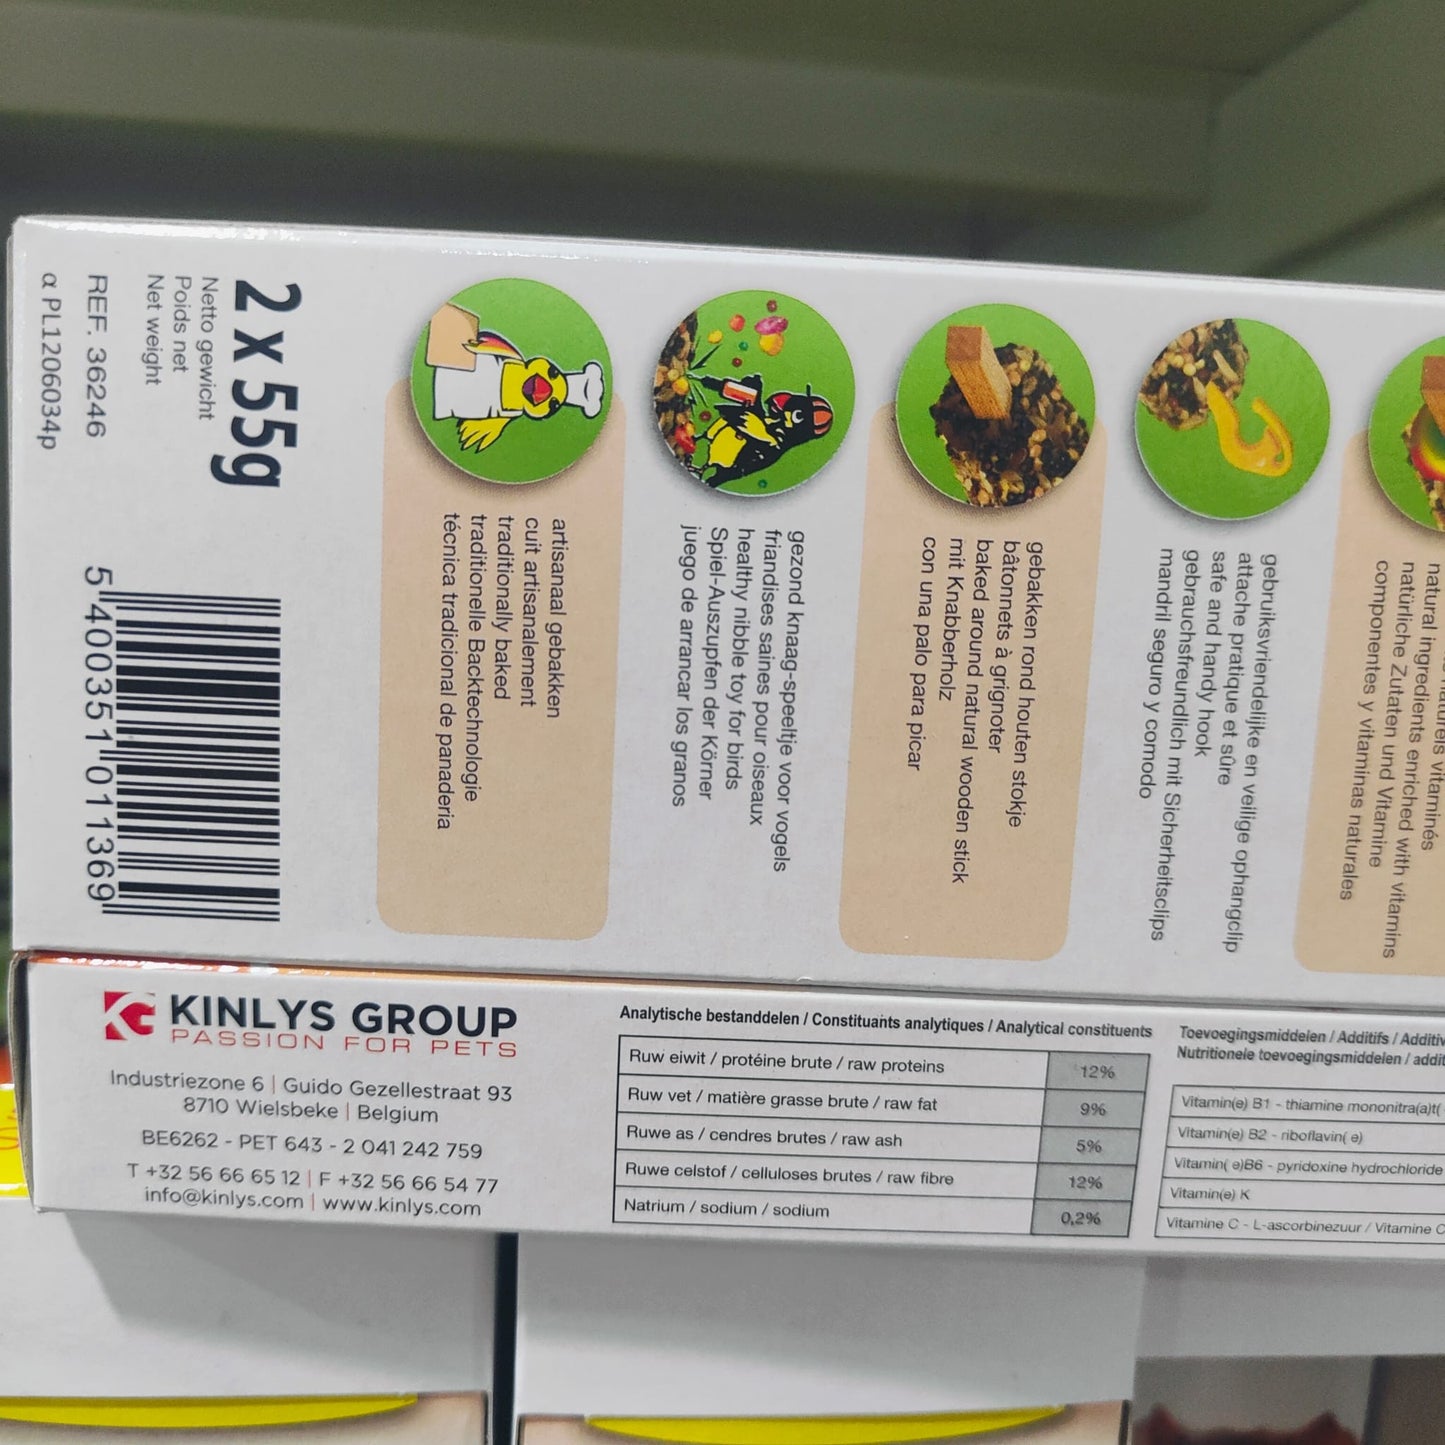 2 x 55g
Netto gewicht
Poids net
Net weight
REF. 36246
α PL1206034p
5 400351 011369
artisanaal gebakken
cuit artisanalement
traditionally baked
traditionelle Backtechnologie
técnica tradicional de panaderia
gezond knaag-speeltje voor vogels
friandises saines pour oiseaux
healthy nibble toy for birds
Spiel-Auszupfen der Körner
juego de arrancar los granos
gebakken rond houten stokje
bâtonnets à grignoter
baked around natural wooden stick
mit Knabberholz
con una palo para picar
gebruiksvriendelijke en veilige ophangclip
attache pratique et sûre
safe and handy hook
gebrauchsfreundlich mit Sicherheitsclips
mandril seguro y comodo
naturels vitaminés
natural ingredients enriched with vitamins
natürliche Zutaten und Vitamine
componentes y vitaminas naturales
KINLYS GROUP
PASSION FOR PETS
Industriezone 6 | Guido Gezellestraat 93
8710 Wielsbeke | Belgium
BE6262 - PET 643 - 2 041 242 759
T +32 56 66 65 12 | F +32 56 66 54 77
info@kinlys.com | www.kinlys.com
Analytische bestanddelen / Constituants analytiques / Analytical constituents
Ruw eiwit / protéine brute / raw proteins 12%
Ruw vet / matière grasse brute / raw fat 9%
Ruwe as / cendres brutes / raw ash 5%
Ruwe celstof / celluloses brutes / raw fibre 12%
Natrium / sodium / sodium 0,2%
Toevoegingsmiddelen / Additifs / Additiv
Nutritionele toevoegingsmiddelen / addit
Vitamin(e) B1 - thiamine mononitra(a)t(
Vitamin(e) B2 - riboflavin( e)
Vitamin( e)B6 - pyridoxine hydrochloride
Vitamin(e) K
Vitamine C - L-ascorbinezuur / Vitamine C